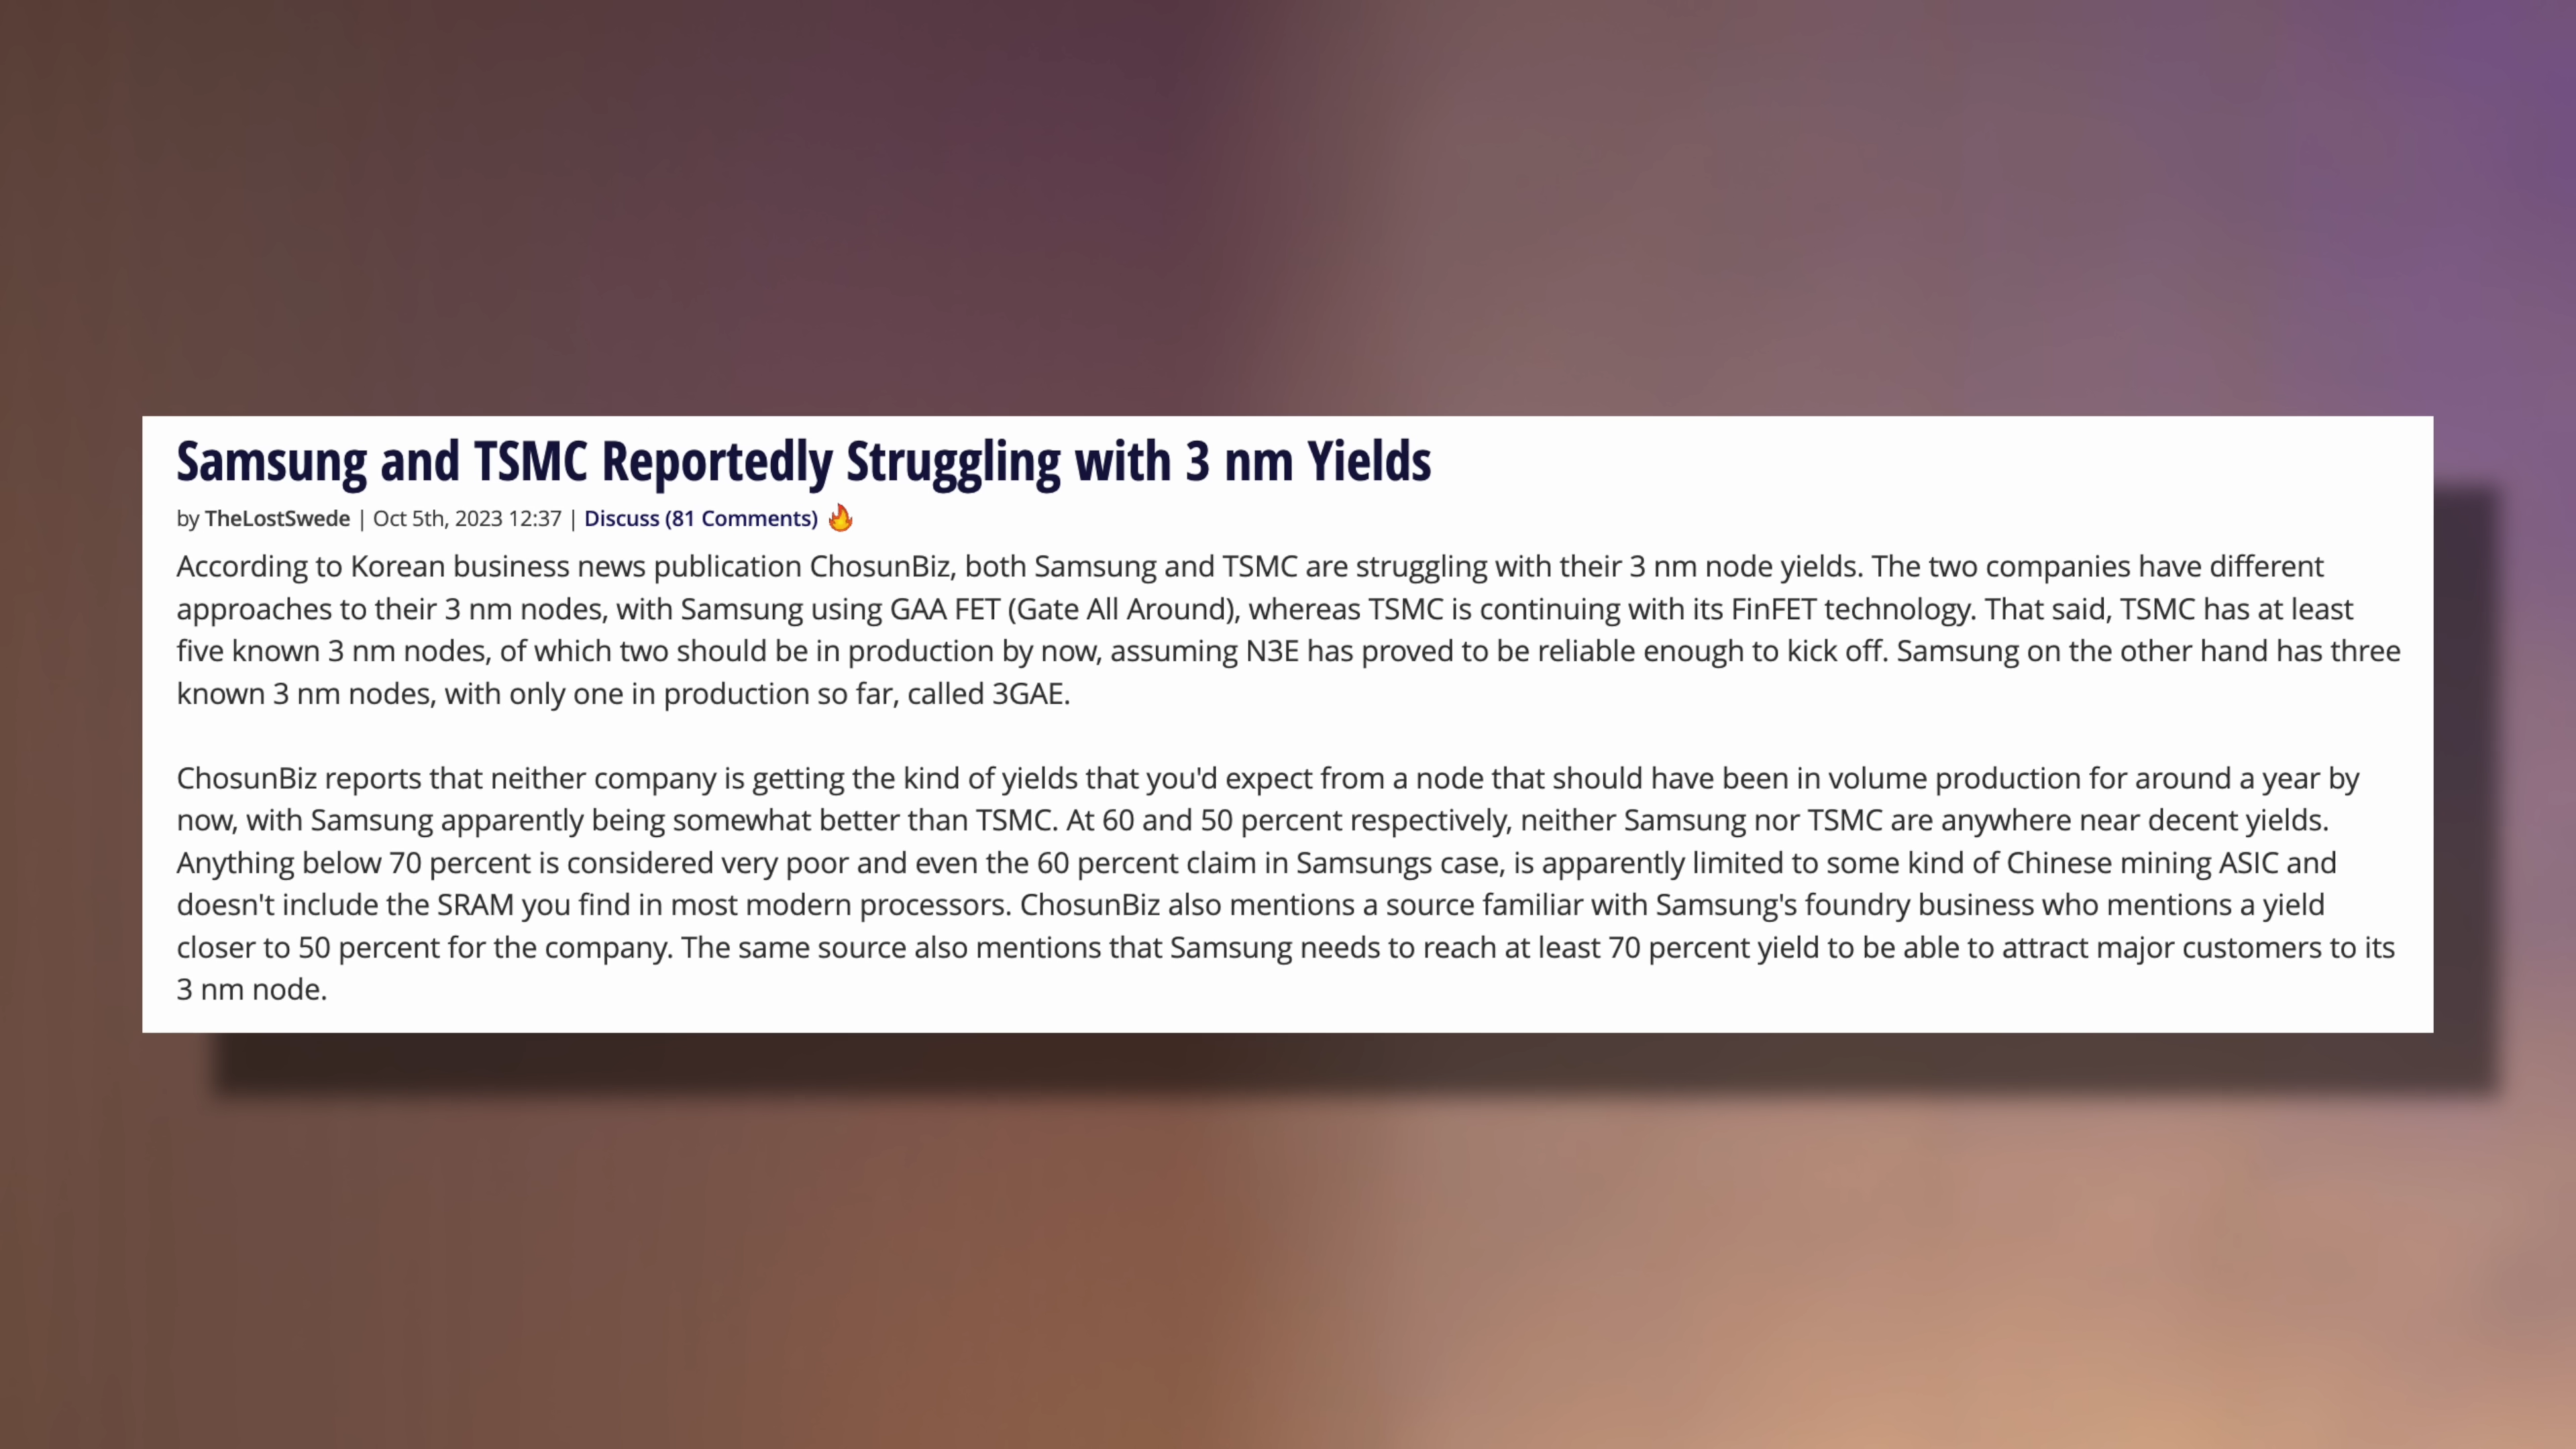 Samsung and TSMC Reportedly Struggling with 3 nm Yields
by TheLostSwede | Oct 5th, 2023 12:37 | Discuss (81 Comments) 🔥
According to Korean business news publication ChosunBiz, both Samsung and TSMC are struggling with their 3 nm node yields. The two companies have different
approaches to their 3 nm nodes, with Samsung using GAA FET (Gate All Around), whereas TSMC is continuing with its FinFET technology. That said, TSMC has at least
five known 3 nm nodes, of which two should be in production by now, assuming N3E has proved to be reliable enough to kick off. Samsung on the other hand has three
known 3 nm nodes, with only one in production so far, called 3GAE.
ChosunBiz reports that neither company is getting the kind of yields that you'd expect from a node that should have been in volume production for around a year by
now, with Samsung apparently being somewhat better than TSMC. At 60 and 50 percent respectively, neither Samsung nor TSMC are anywhere near decent yields.
Anything below 70 percent is considered very poor and even the 60 percent claim in Samsungs case, is apparently limited to some kind of Chinese mining ASIC and
doesn't include the SRAM you find in most modern processors. ChosunBiz also mentions a source familiar with Samsung's foundry business who mentions a yield
closer to 50 percent for the company. The same source also mentions that Samsung needs to reach at least 70 percent yield to be able to attract major customers to its
3 nm node.